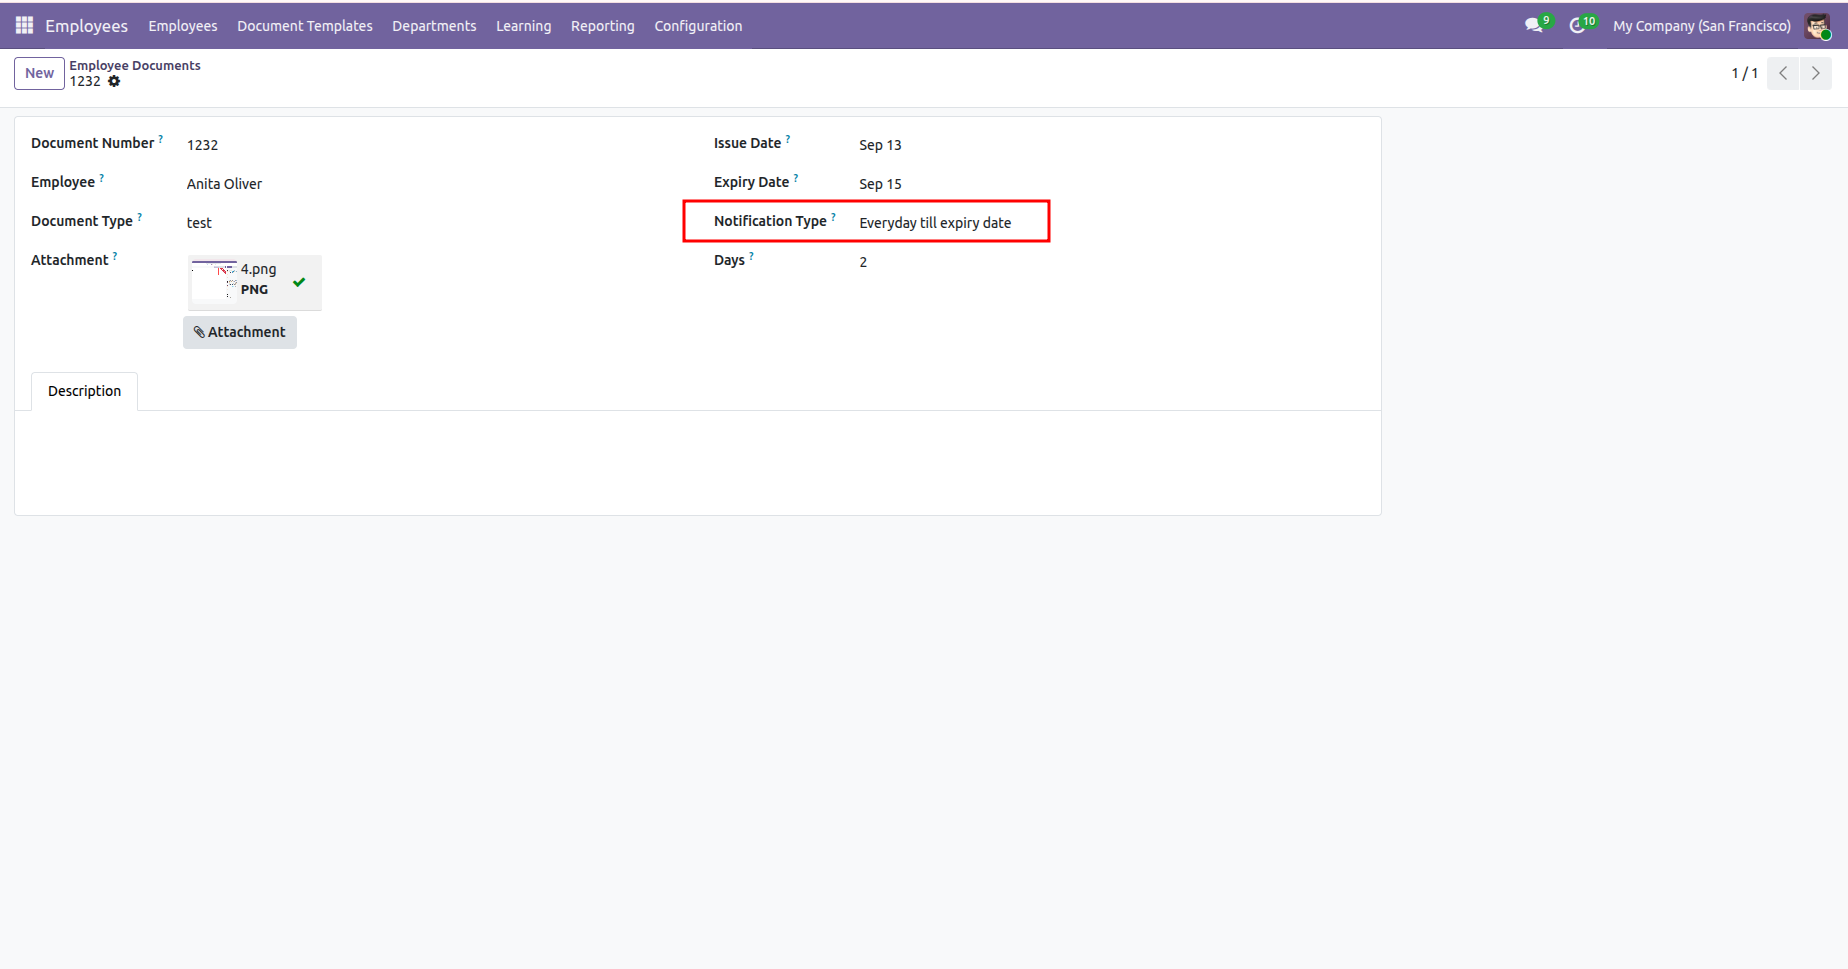 Employees Employees Document Templates Departments Learning Reporting Configuration 9 10 My Company (San Francisco)
New Employee Documents
1232 1 / 1
Document Number ? 1232 Issue Date ? Sep 13
Employee ? Anita Oliver Expiry Date ? Sep 15
Document Type ? test Notification Type ? Everyday till expiry date
Attachment ? 4.png Days ? 2
PNG
Attachment
Description